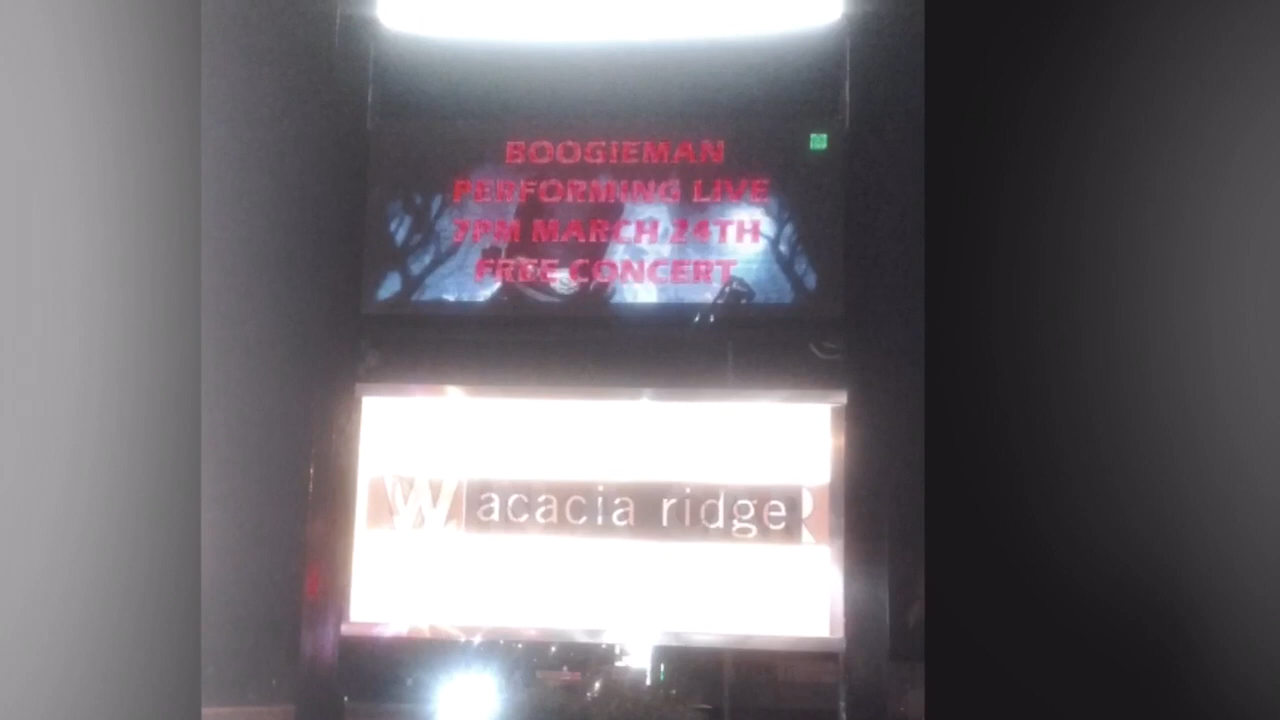 BOOGIEMAN
PERFORMING LIVE
7PM MARCH 24TH
FREE CONCERT
W acacia ridge R